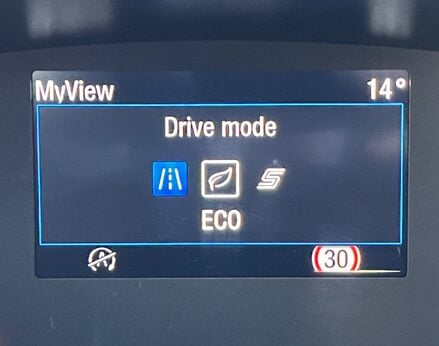 MyView 14°
Drive mode
S
ECO
A
30